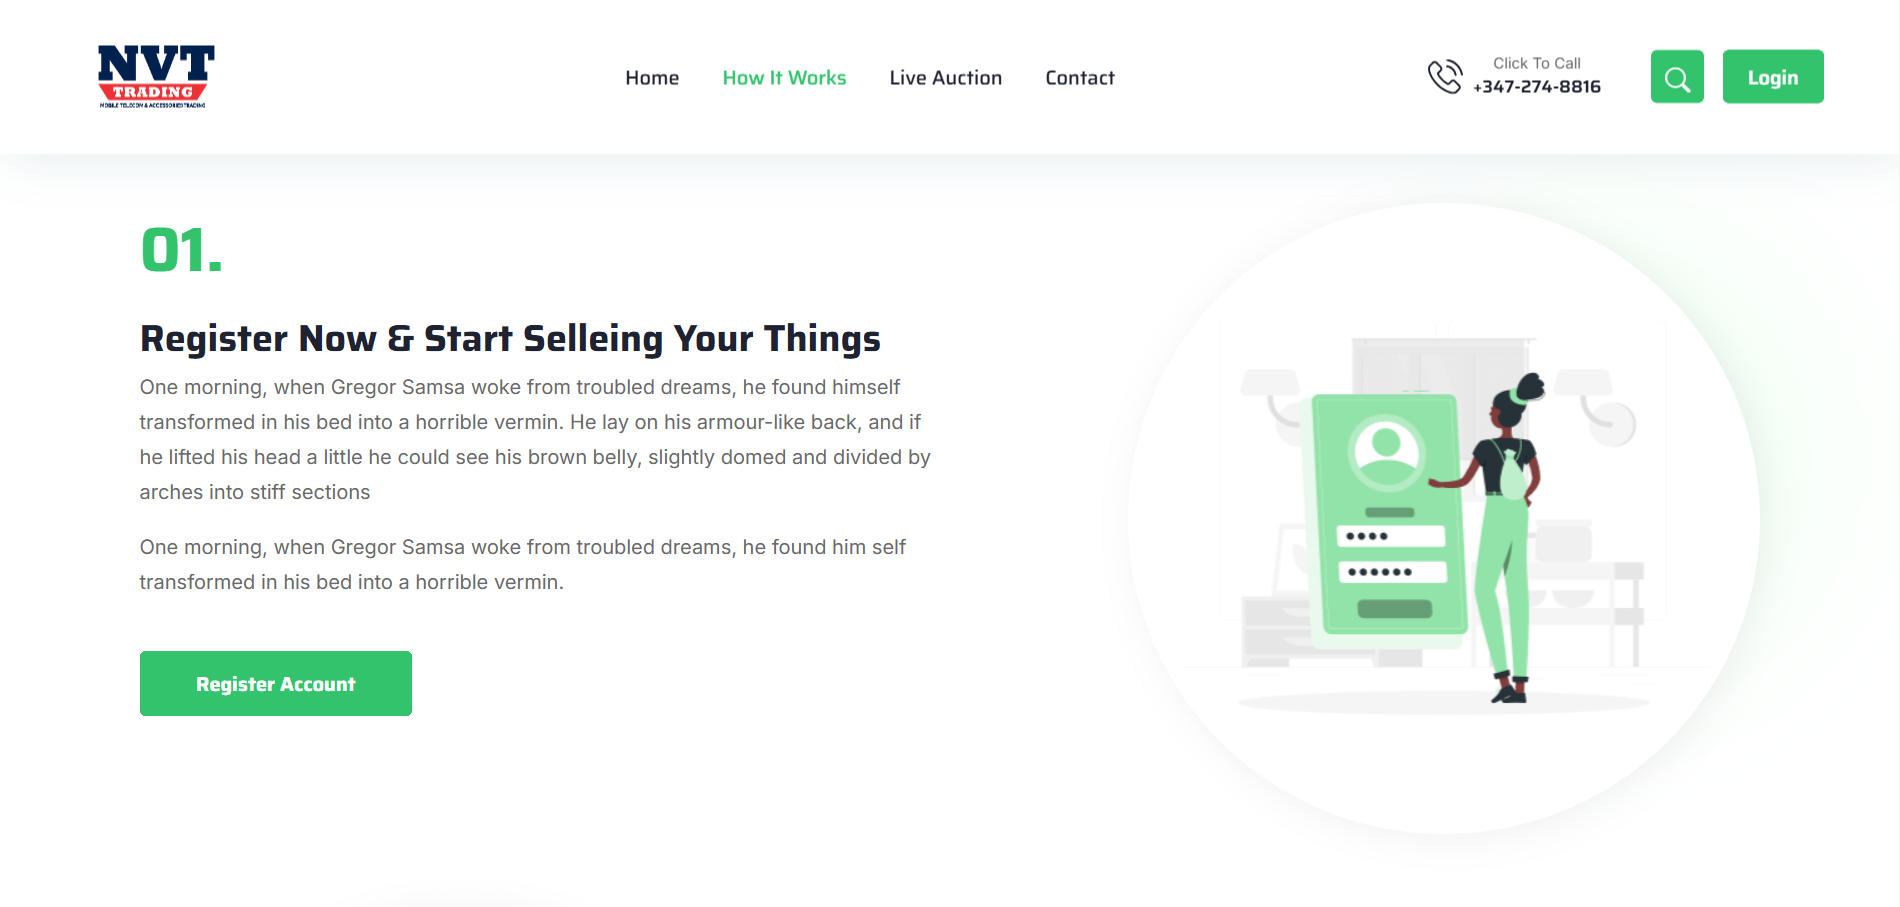 NVT
TRADING
MOBILE TELECOM & ACCESSORIES TRADING
Home How It Works Live Auction Contact
Click To Call
+347-274-8816
Login
01.
Register Now & Start Selleing Your Things
One morning, when Gregor Samsa woke from troubled dreams, he found himself
transformed in his bed into a horrible vermin. He lay on his armour-like back, and if
he lifted his head a little he could see his brown belly, slightly domed and divided by
arches into stiff sections
One morning, when Gregor Samsa woke from troubled dreams, he found him self
transformed in his bed into a horrible vermin.
Register Account